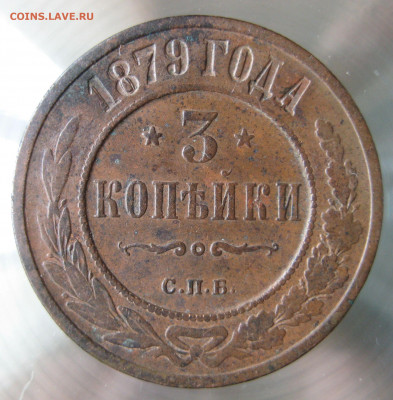 COINS.LAVE.RU
1879 ГОДА
3
КОПѢЙКИ
С.П.Б.